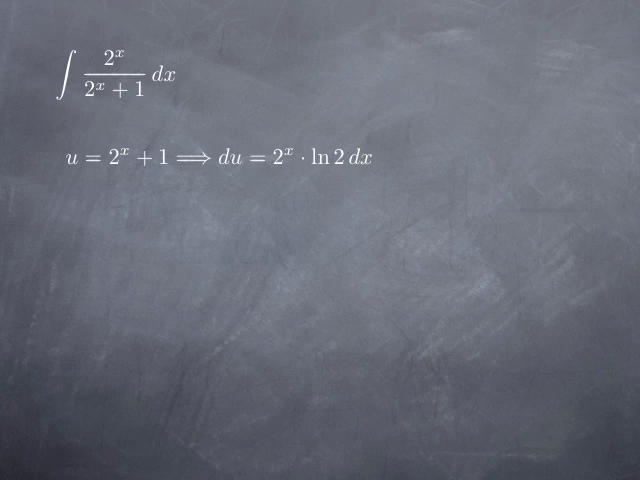 ∫ 2^x / (2^x + 1) dx
u = 2^x + 1 ⟹ du = 2^x · ln 2 dx